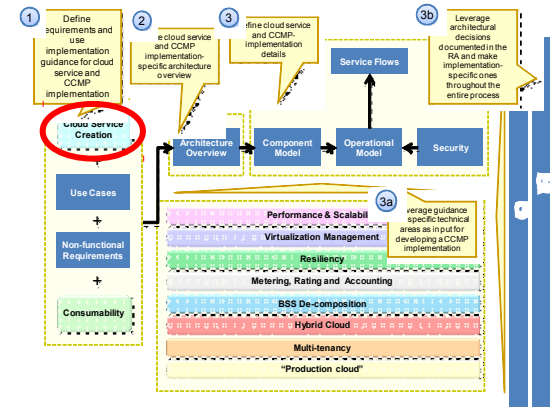 1
Define
requirements and
use
implementation
guidance for cloud
service and
CCMP
implementation
2
cloud service
and CCMP
implementation-
specific architecture
overview
3
cloud service
and CCMP-
implementation
details
3b
Leverage
architectural
decisions
documented in the
RA and make
implementation-
specific ones
throughout the
entire process
Cloud Service
Creation
Use Cases
+
Non-functional
Requirements
+
Consumability
Architecture
Overview
Component
Model
Operational
Model
Security
Service Flows
3a
guidance
specific technical
areas as input for
developing a CCMP
implementation
Performance &
Virtualization Management
Resiliency
Metering, Rating and Accounting
BSS De-composition
Hybrid Cloud
Multi-tenancy
“Production cloud”